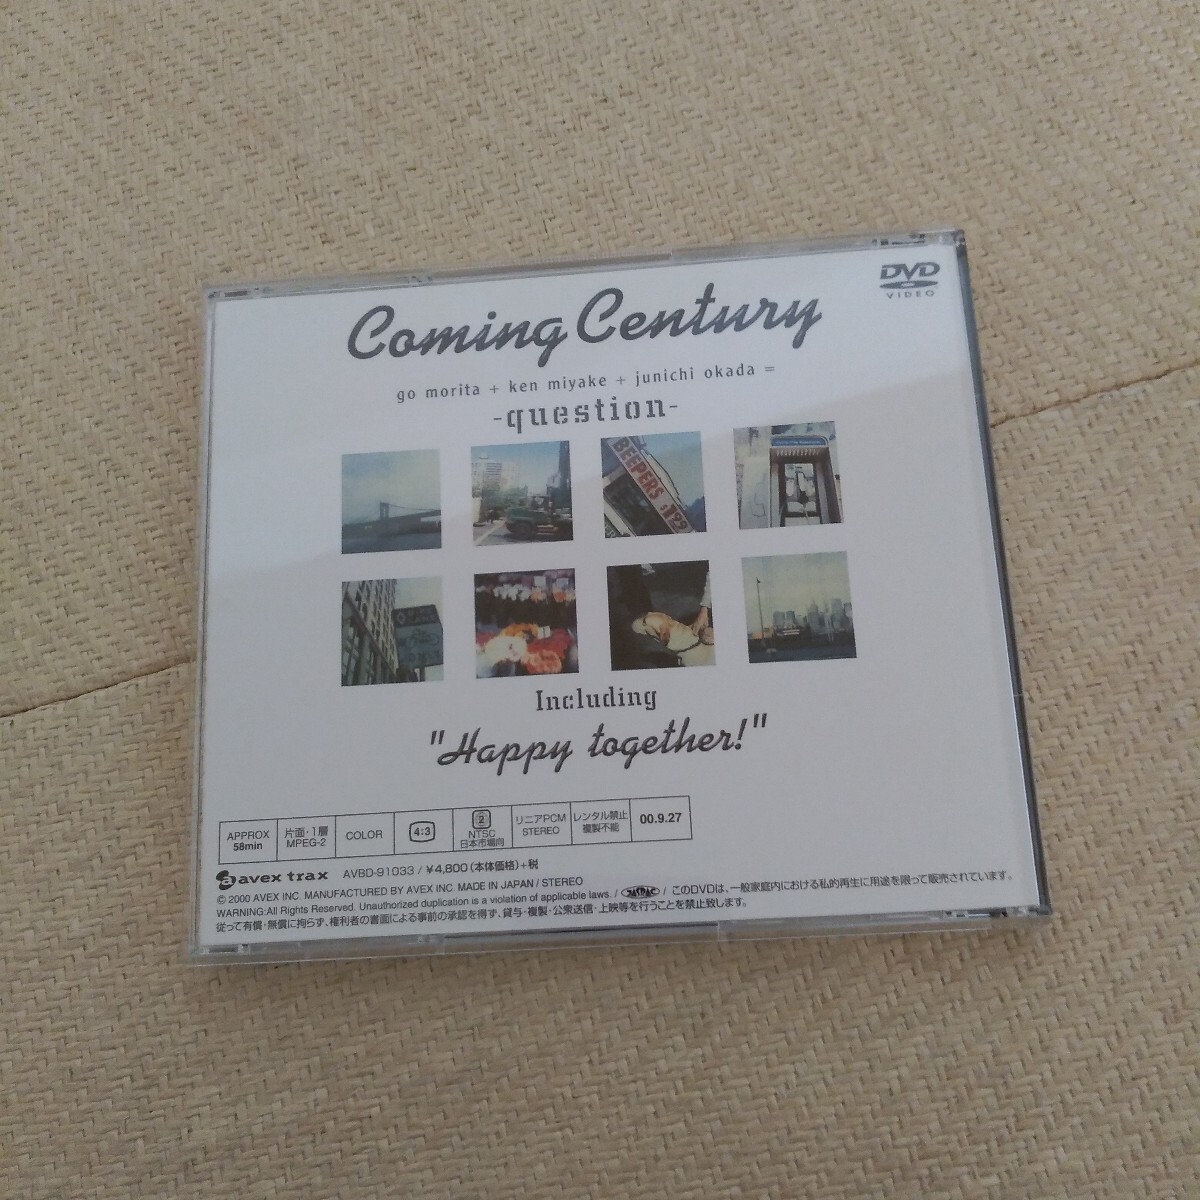 DVD
VIDEO
Coming Century
go morita + ken miyake + junichi okada =
-question-
BEEPERS $1.99
Including
"Happy together!"
APPROX 58min
片面・1層 MPEG-2
COLOR
4:3
2 NTSC 日本市場向
リニアPCM STEREO
レンタル禁止 複製不能
00.9.27
avex trax AVBD-91033 / ¥4,800(本体価格)+税
© 2000 AVEX INC. MANUFACTURED BY AVEX INC. MADE IN JAPAN / STEREO
WARNING:All Rights Reserved. Unauthorized duplication is a violation of applicable laws. / JASRAC / このDVDは、一般家庭内における私的再生に用途を限って販売されています。
従って有償・無償に拘らず、権利者の書面による事前の承認を得ず、貸与・複製・公衆送信・上映等を行うことを禁止致します。